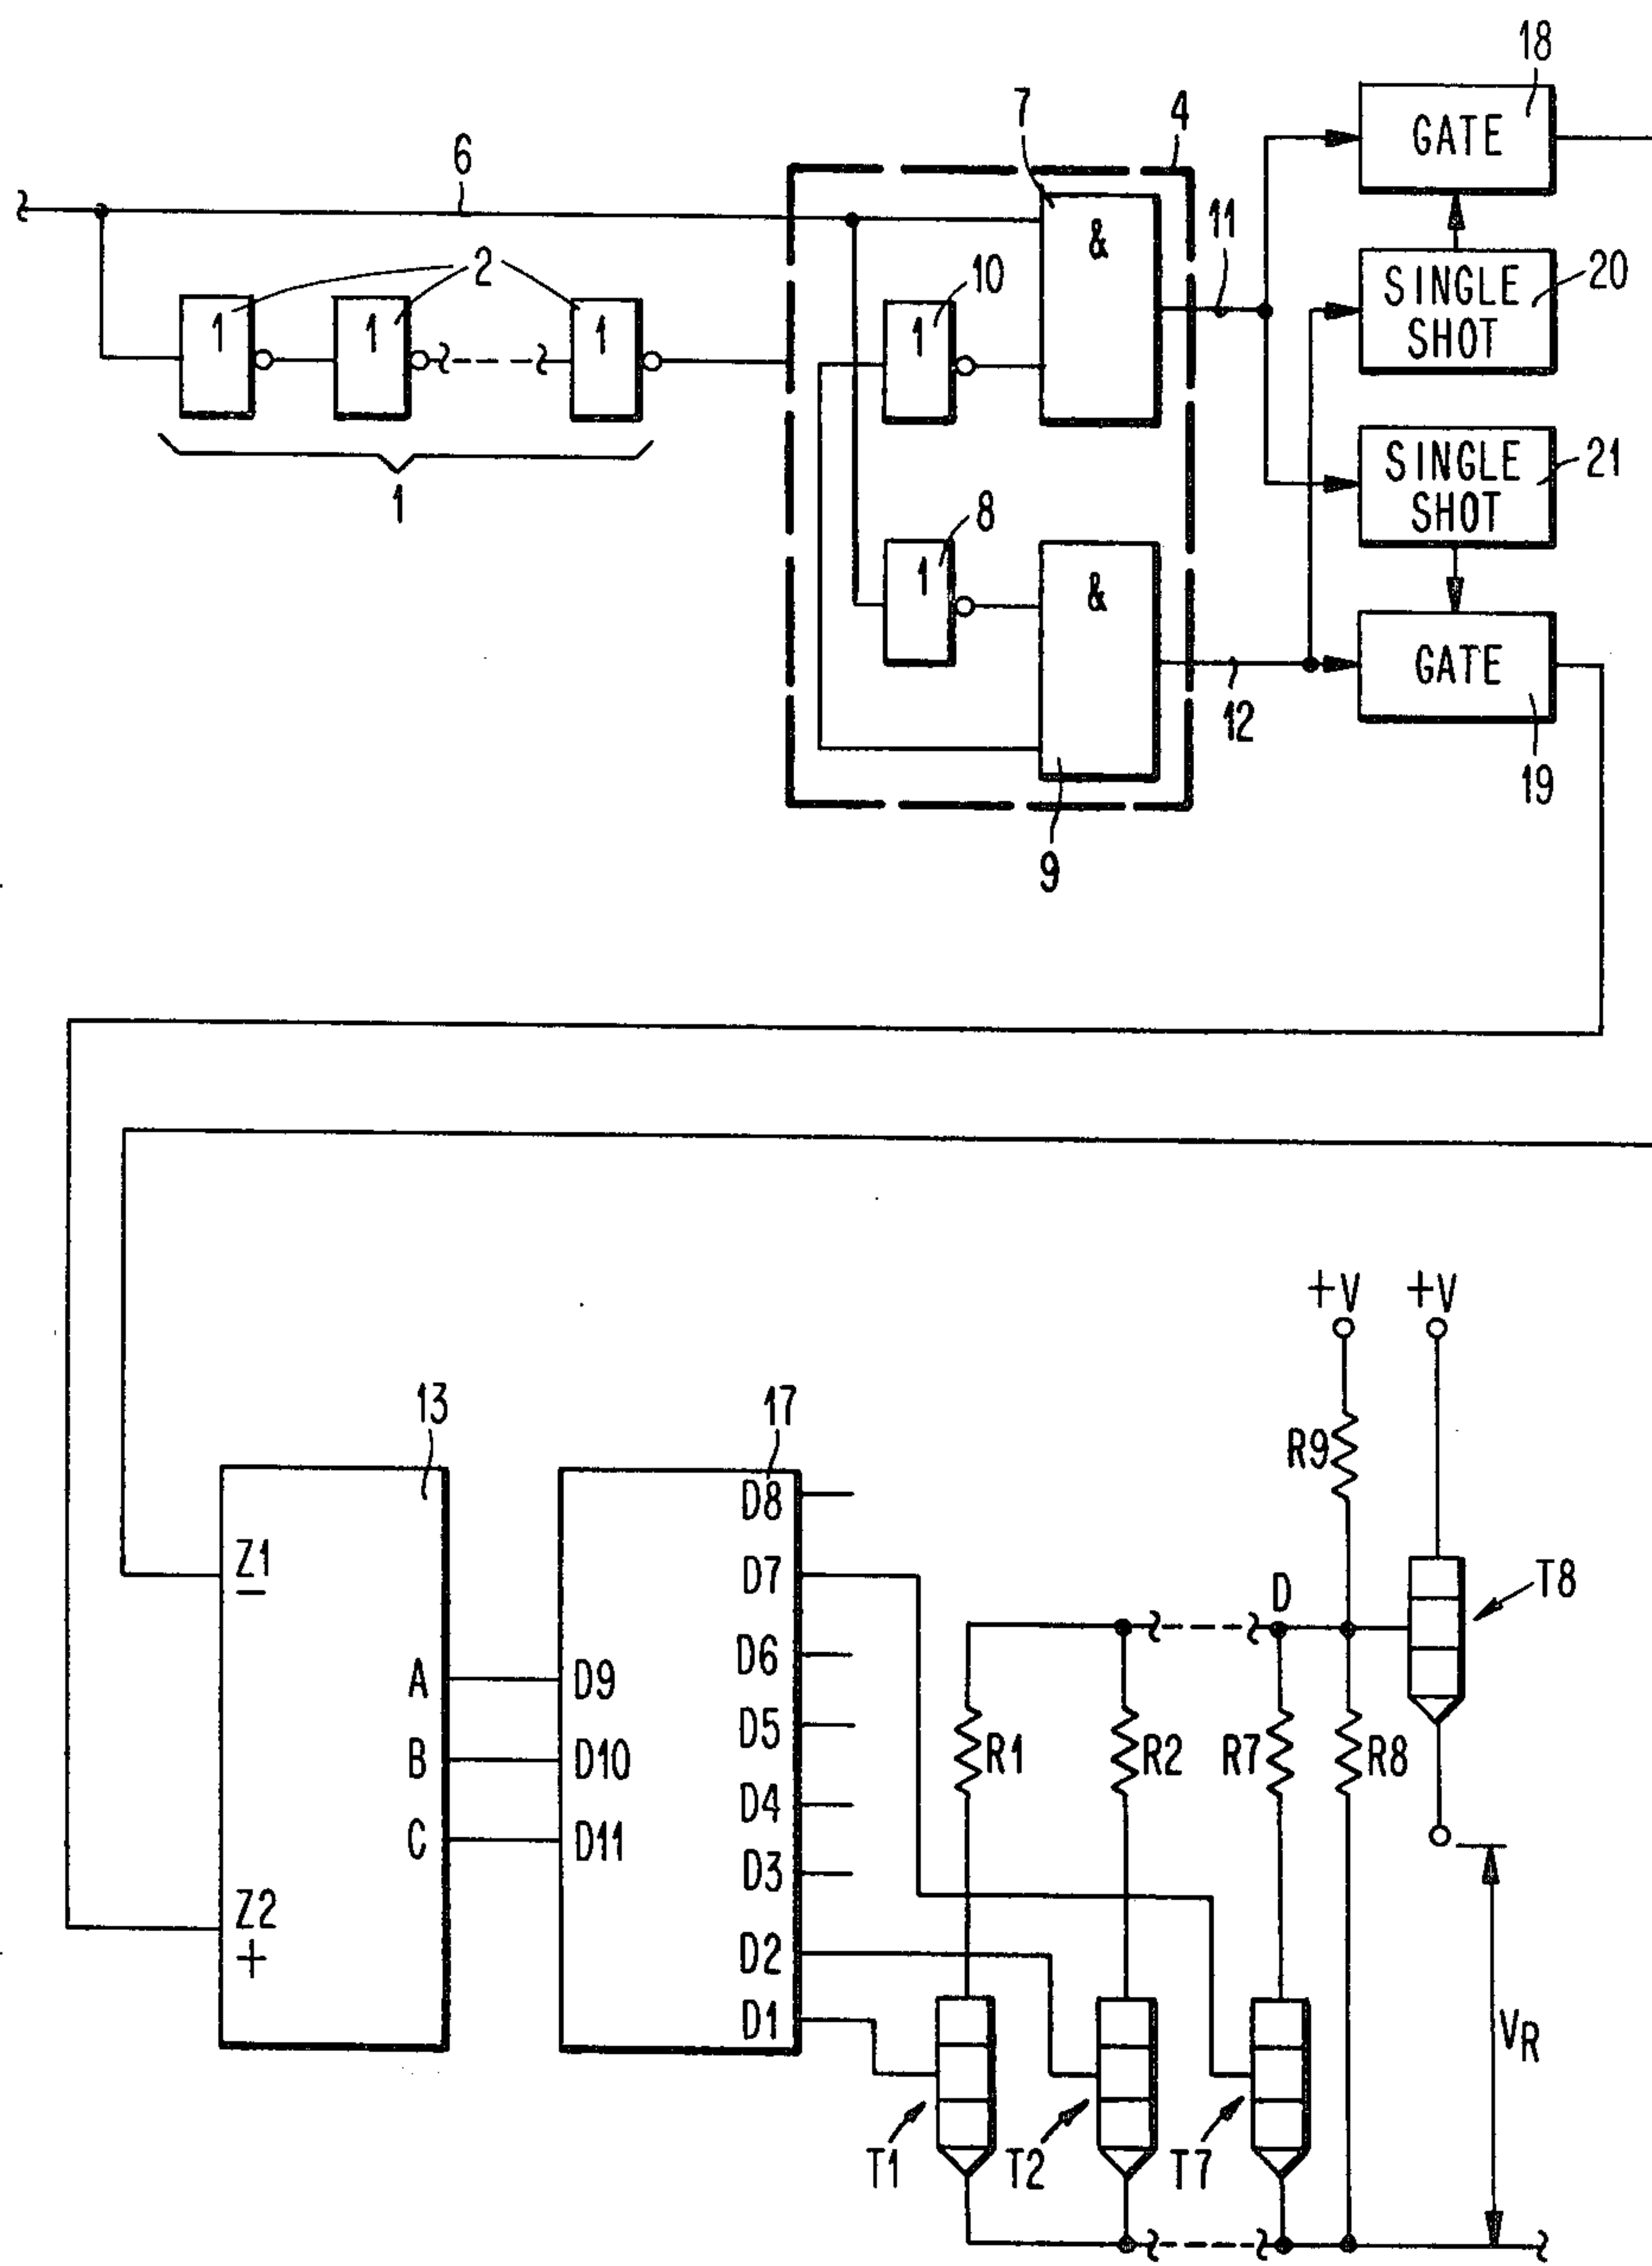 18
7
4
6
GATE
11
&
2
10
20
SINGLE
SHOT
1
1
1
1
21
SINGLE
SHOT
1
8
1
&
GATE
12
19
9
+V
+V
13
17
R9
D8
Z1
−
D7
D
T8
D6
A
D9
D5
R1
R2
R7
R8
B
D10
D4
C
D11
D3
Z2
+
D2
D1
VR
T1
T2
T7